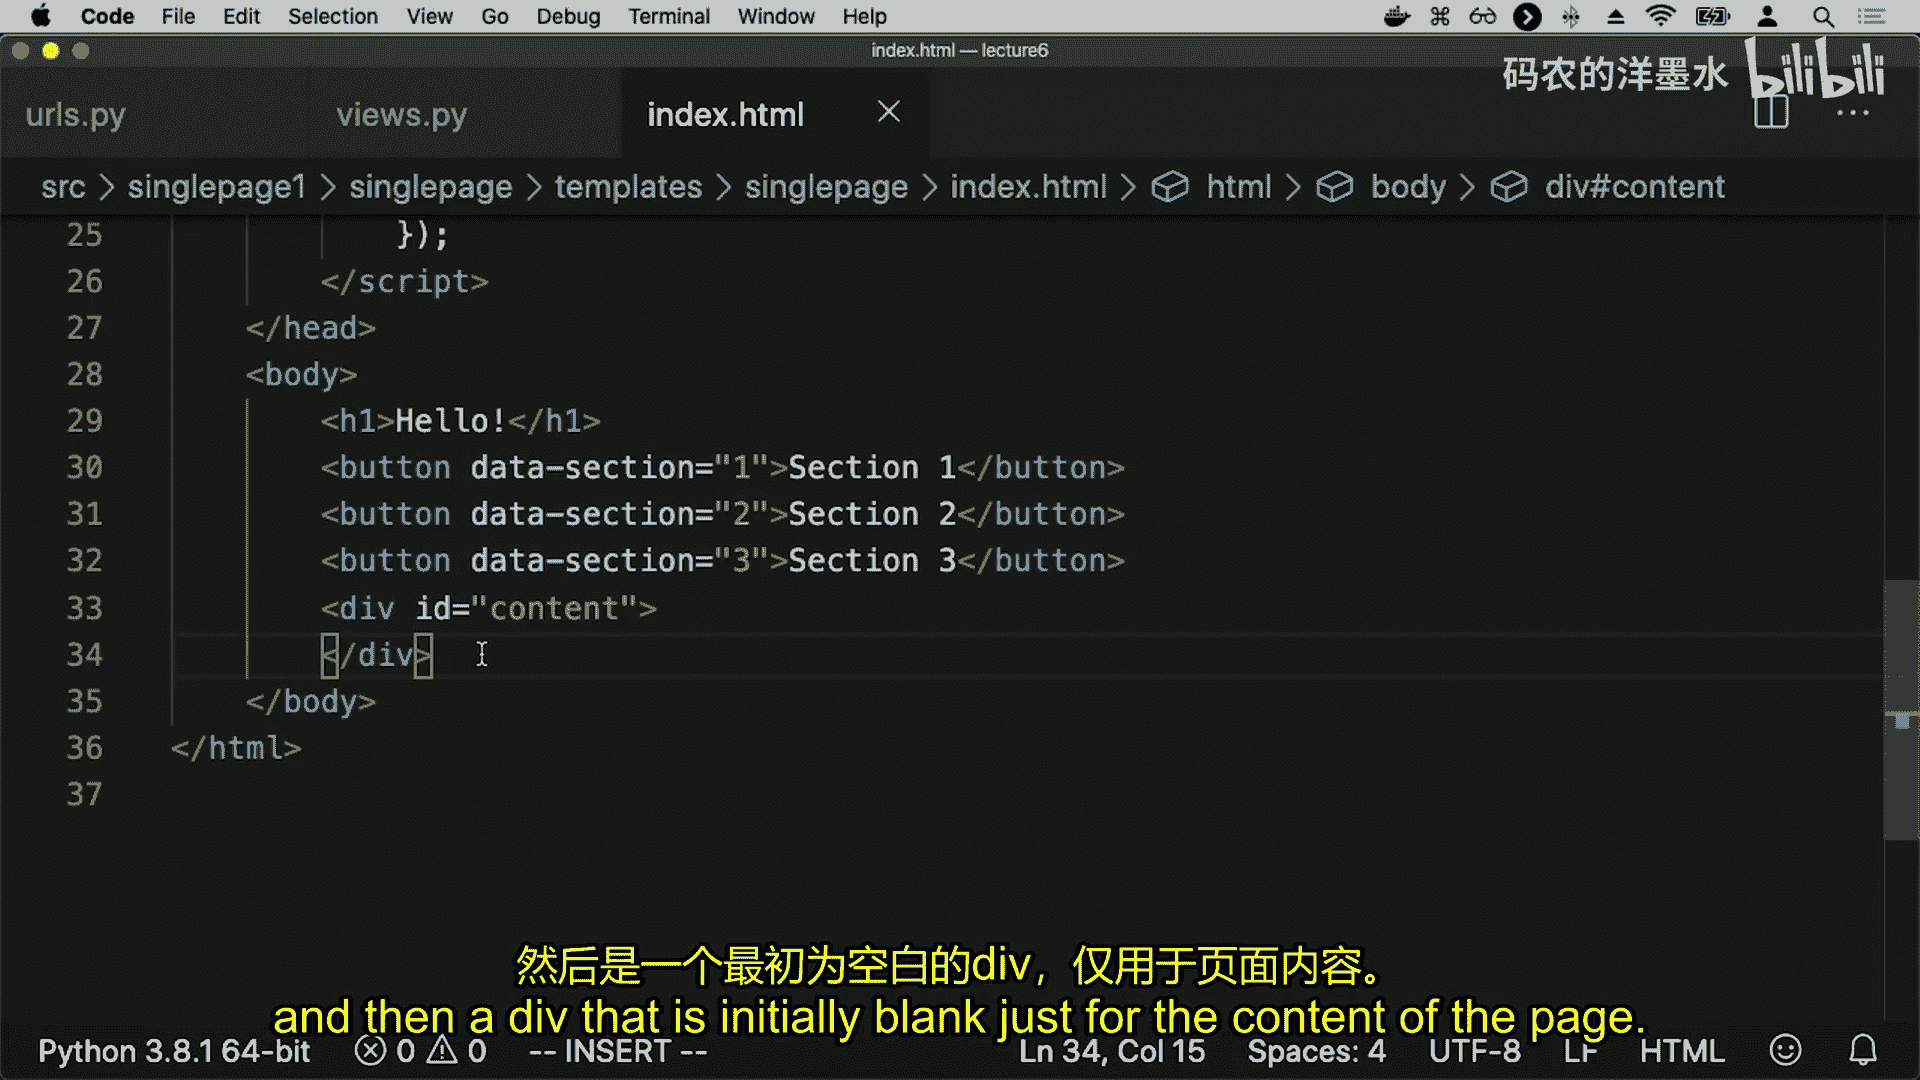 Code File Edit Selection View Go Debug Terminal Window Help
index.html — lecture6
码农的洋墨水 bilibili
urls.py views.py index.html
src > singlepage1 > singlepage > templates > singlepage > index.html > html > body > div#content
25 });
26 </script>
27 </head>
28 <body>
29 <h1>Hello!</h1>
30 <button data-section="1">Section 1</button>
31 <button data-section="2">Section 2</button>
32 <button data-section="3">Section 3</button>
33 <div id="content">
34 </div>
35 </body>
36 </html>
37
然后是一个最初为空白的div，仅用于页面内容。
and then a div that is initially blank just for the content of the page.
Python 3.8.1 64-bit 0 0 -- INSERT -- Ln 34, Col 15 Spaces: 4 UTF-8 LF HTML